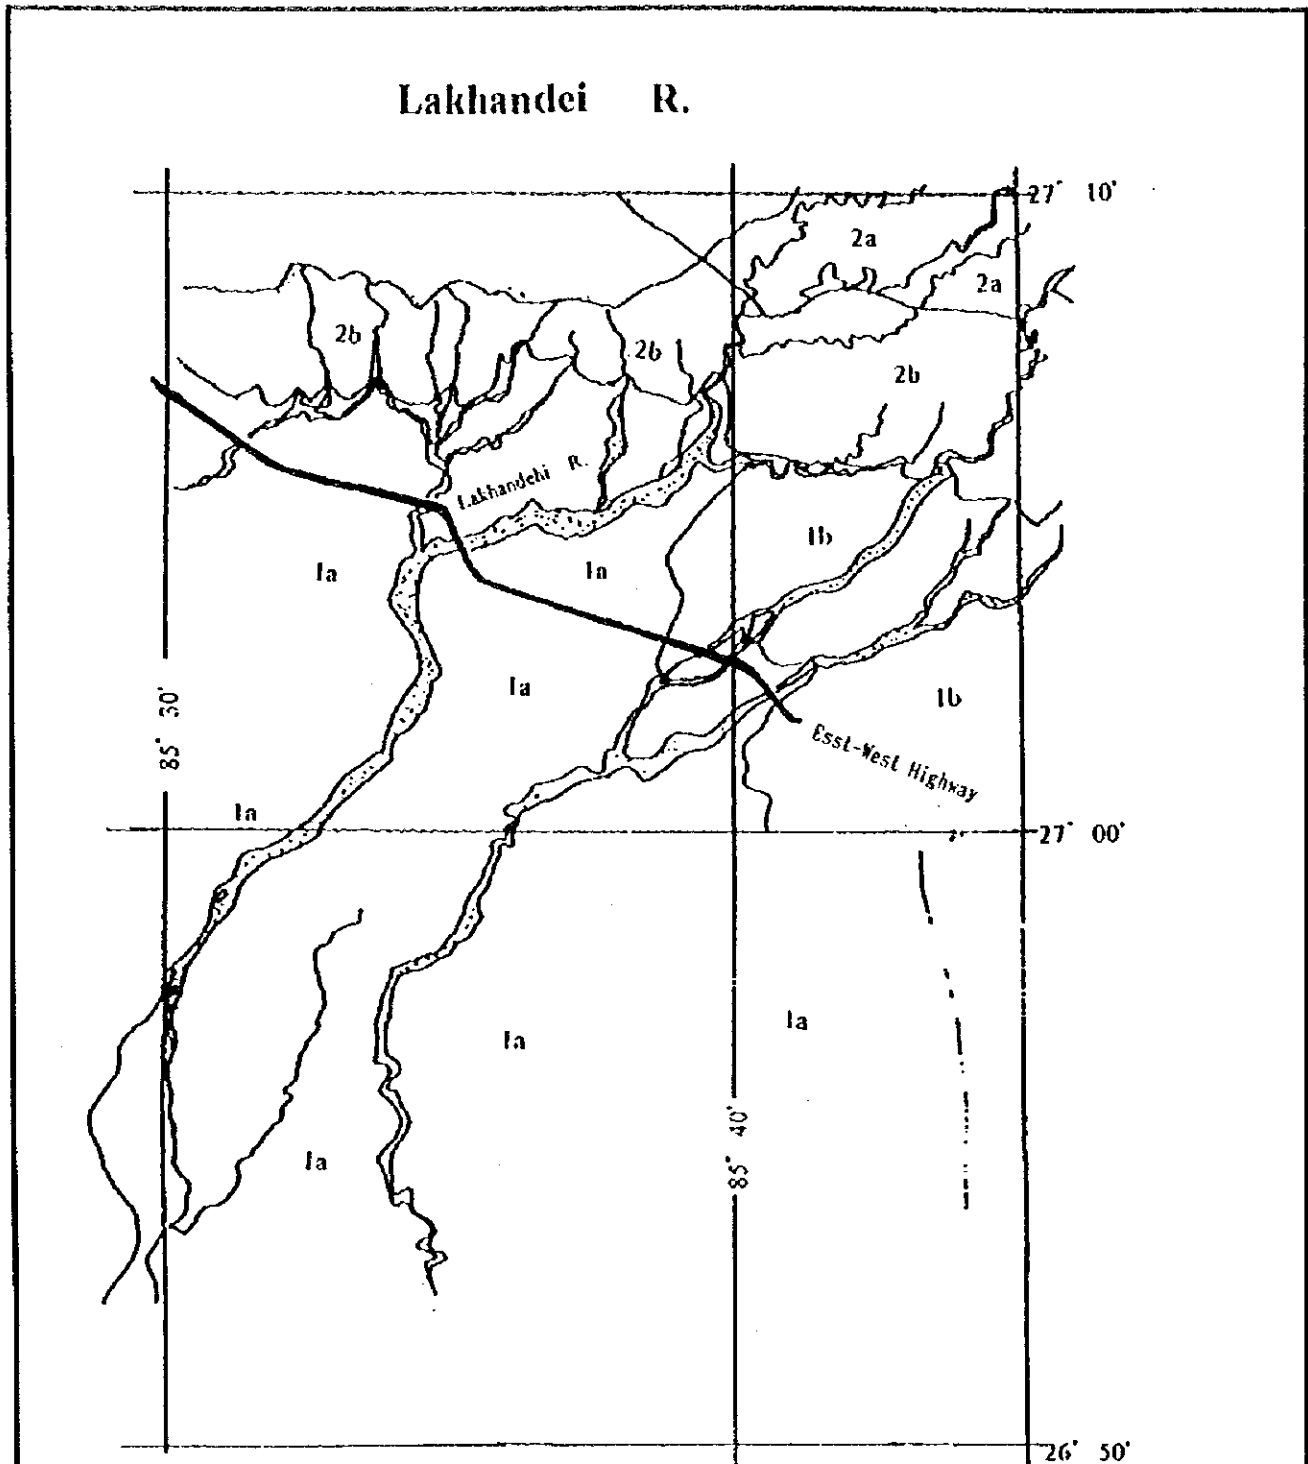 Lakhandei R.
27° 10'
2a
2a
2b
2b
2b
Lakhandehi R.
1b
1a
1a
1a
1b
85° 30'
Esst-West Highway
1a
27° 00'
1a
1a
85° 40'
1a
26° 50'